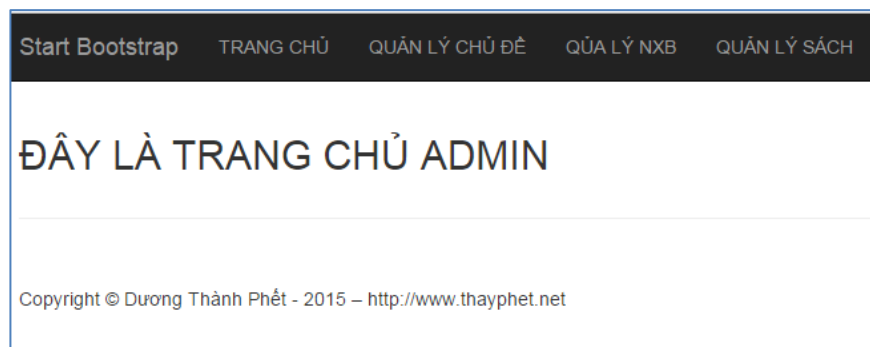 Start Bootstrap TRANG CHỦ QUẢN LÝ CHỦ ĐỀ QỦA LÝ NXB QUẢN LÝ SÁCH
ĐÂY LÀ TRANG CHỦ ADMIN
Copyright © Dương Thành Phết - 2015 – http://www.thayphet.net